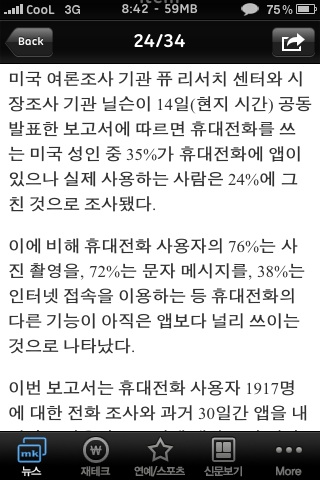 CooL 3G 8:42 - 59MB 75%
Back 24/34
미국 여론조사 기관 퓨 리서치 센터와 시
장조사 기관 닐슨이 14일(현지 시간) 공동
발표한 보고서에 따르면 휴대전화를 쓰
는 미국 성인 중 35%가 휴대전화에 앱이
있으나 실제 사용하는 사람은 24%에 그
친 것으로 조사됐다.
이에 비해 휴대전화 사용자의 76%는 사
진 촬영을, 72%는 문자 메시지를, 38%는
인터넷 접속을 이용하는 등 휴대전화의
다른 기능이 아직은 앱보다 널리 쓰이는
것으로 나타났다.
이번 보고서는 휴대전화 사용자 1917명
에 대한 전화 조사와 과거 30일간 앱을 내
mk ₩
뉴스 재테크 연예/스포츠 신문보기 More